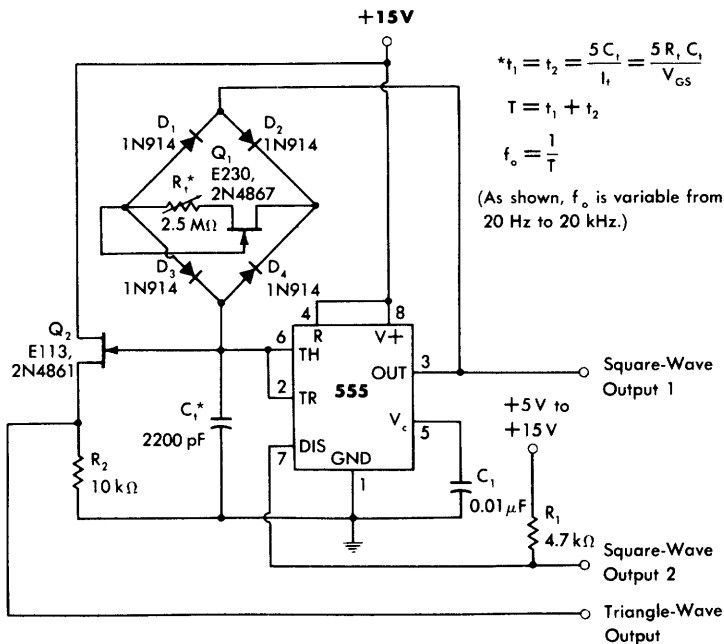 +15V
*t₁ = t₂ = 5 Cₜ / Iₜ = 5 Rₜ Cₜ / V_GS
T = t₁ + t₂
fₒ = 1 / T
(As shown, fₒ is variable from
20 Hz to 20 kHz.)
D₁
1N914
D₂
1N914
Q₁
E230,
2N4867
Rₜ*
2.5 MΩ
D₃
1N914
D₄
1N914
Q₂
E113,
2N4861
4
8
R
V+
6
TH
OUT
3
2
TR
555
V꜀
5
DIS
7
GND
1
Cₜ*
2200 pF
R₂
10 kΩ
C₁
0.01 μF
+5V to
+15V
R₁
4.7 kΩ
Square-Wave
Output 1
Square-Wave
Output 2
Triangle-Wave
Output